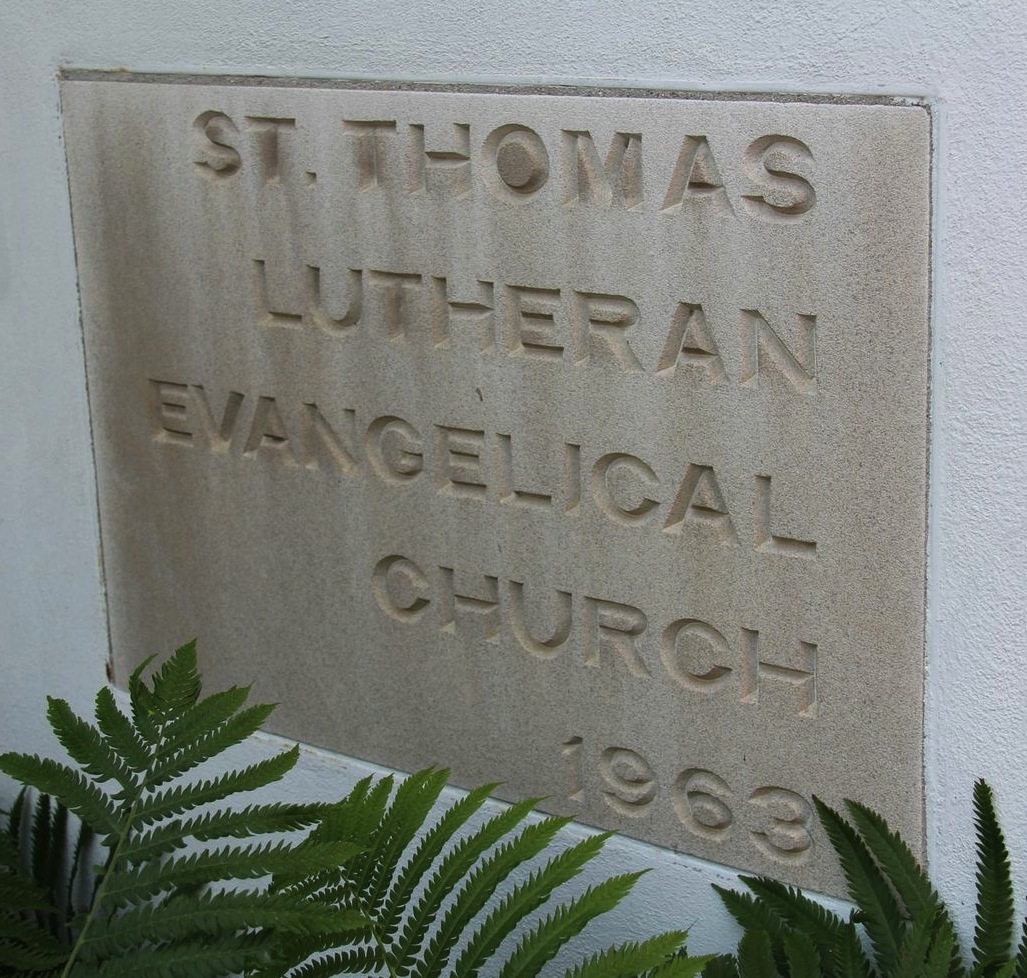 ST. THOMAS
LUTHERAN
EVANGELICAL
CHURCH
1963